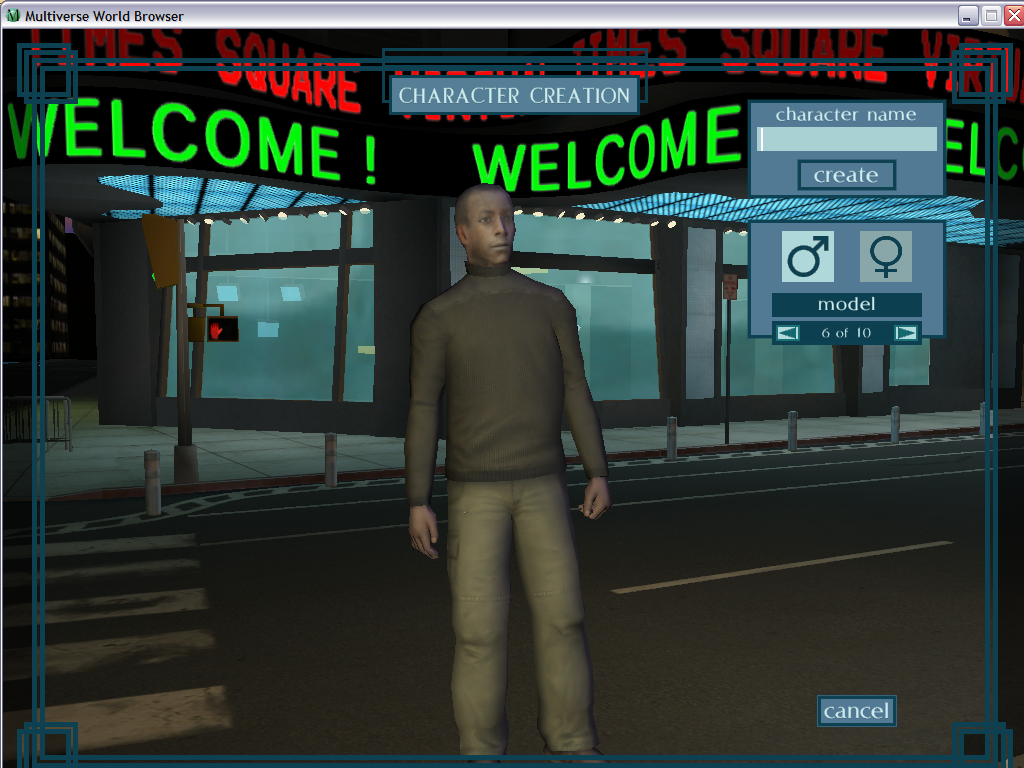 Multiverse World Browser
TIMES SQUARE TIMES SQUARE
CHARACTER CREATION
WELCOME ! WELCOME
character name
create
model
6 of 10
cancel